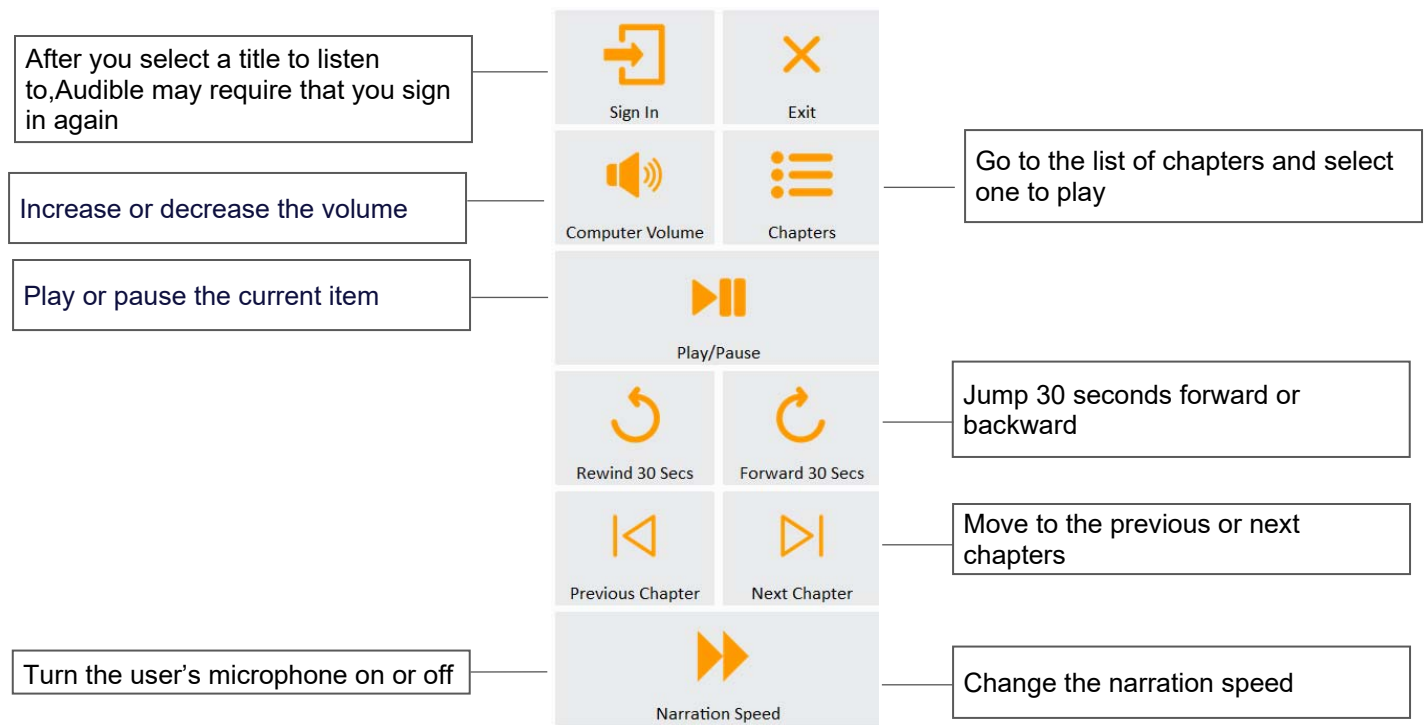 After you select a title to listen
to,Audible may require that you sign
in again
Sign In
Exit
Increase or decrease the volume
Computer Volume
Chapters
Go to the list of chapters and select
one to play
Play or pause the current item
Play/Pause
Rewind 30 Secs
Forward 30 Secs
Jump 30 seconds forward or
backward
Previous Chapter
Next Chapter
Move to the previous or next
chapters
Turn the user’s microphone on or off
Narration Speed
Change the narration speed